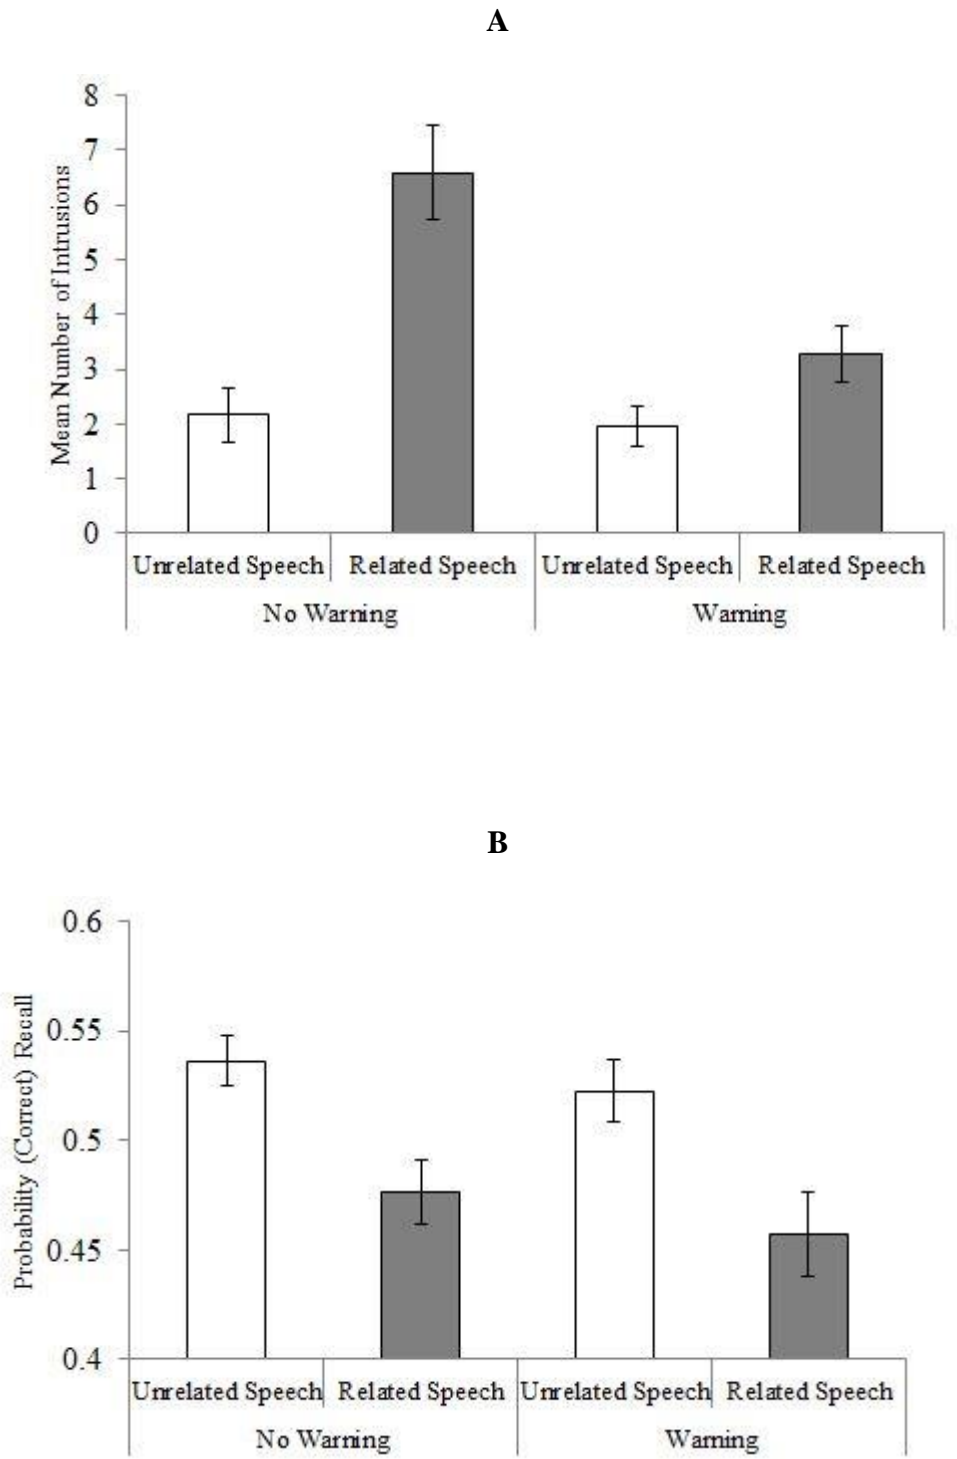 A
8
7
6
5
4
3
2
1
0
Mean Number of Intrusions
Unrelated Speech Related Speech Unrelated Speech Related Speech
No Warning Warning
B
0.6
0.55
0.5
0.45
0.4
Probability (Correct) Recall
Unrelated Speech Related Speech Unrelated Speech Related Speech
No Warning Warning